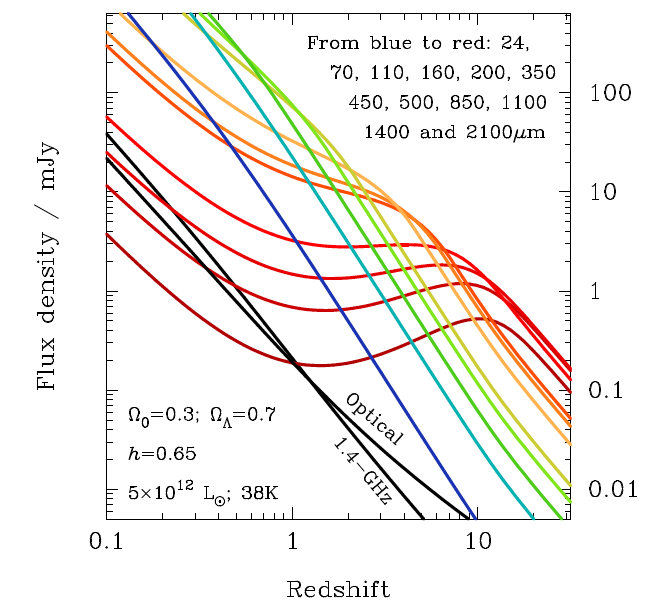 From blue to red: 24,
70, 110, 160, 200, 350
450, 500, 850, 1100
1400 and 2100μm
100
10
1
0.1
0.01
Flux density / mJy
Optical
1.4-GHz
Ω₀=0.3; Ω_Λ=0.7
h=0.65
5×10¹² L⊙; 38K
0.1
1
10
Redshift